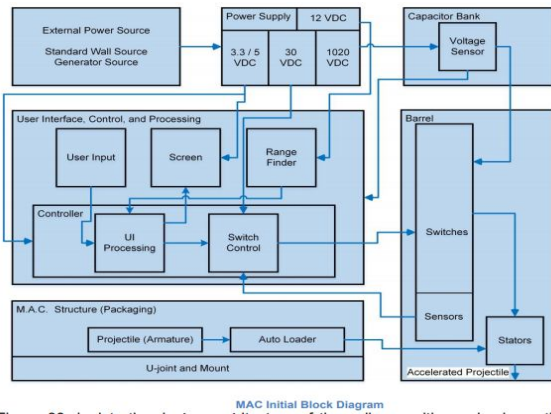 Power Supply
12 VDC
Capacitor Bank
External Power Source
Standard Wall Source
Generator Source
3.3 / 5
VDC
30
VDC
1020
VDC
Voltage
Sensor
User Interface, Control, and Processing
Barrel
User Input
Screen
Range
Finder
Controller
UI
Processing
Switch
Control
Switches
Sensors
M.A.C. Structure (Packaging)
Projectile (Armature)
Auto Loader
Stators
U-joint and Mount
Accelerated Projectile
MAC Initial Block Diagram